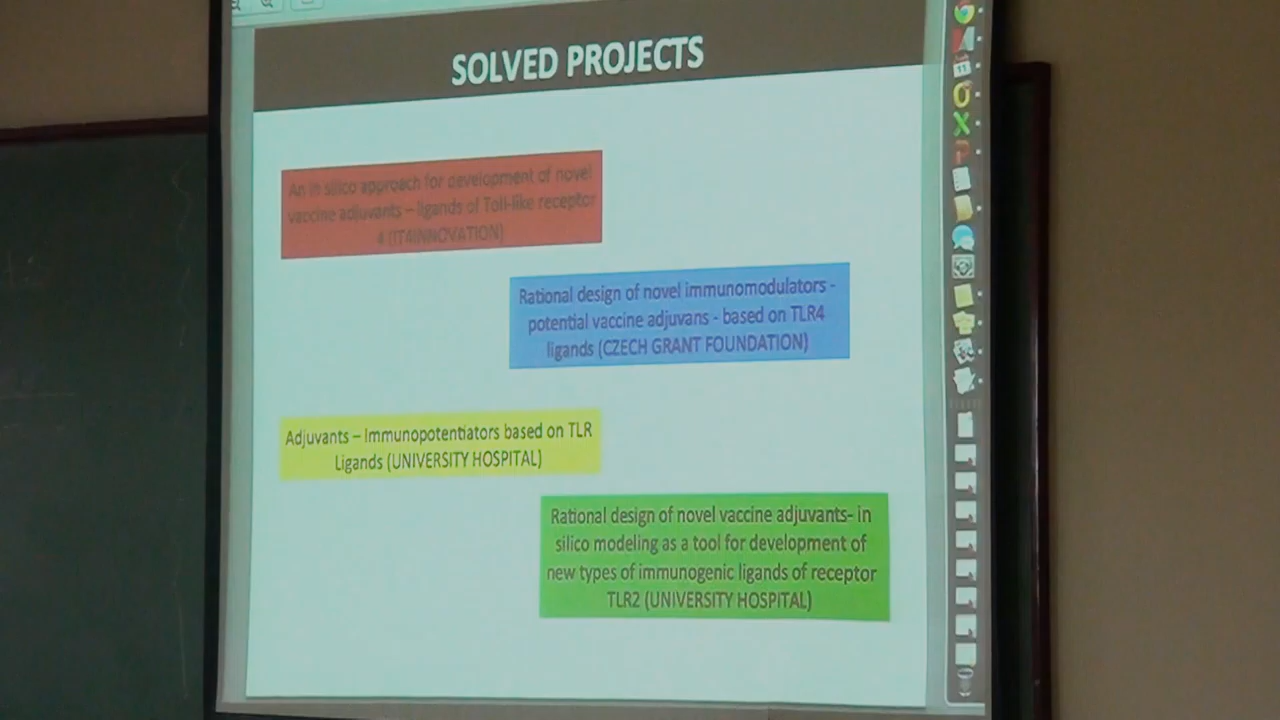 SOLVED PROJECTS
An in silico approach for development of novel
vaccine adjuvants – ligands of Toll-like receptor
4 (IT4INNOVATION)
Rational design of novel immunomodulators -
potential vaccine adjuvans - based on TLR4
ligands (CZECH GRANT FOUNDATION)
Adjuvants – Immunopotentiators based on TLR
Ligands (UNIVERSITY HOSPITAL)
Rational design of novel vaccine adjuvants- in
silico modeling as a tool for development of
new types of immunogenic ligands of receptor
TLR2 (UNIVERSITY HOSPITAL)